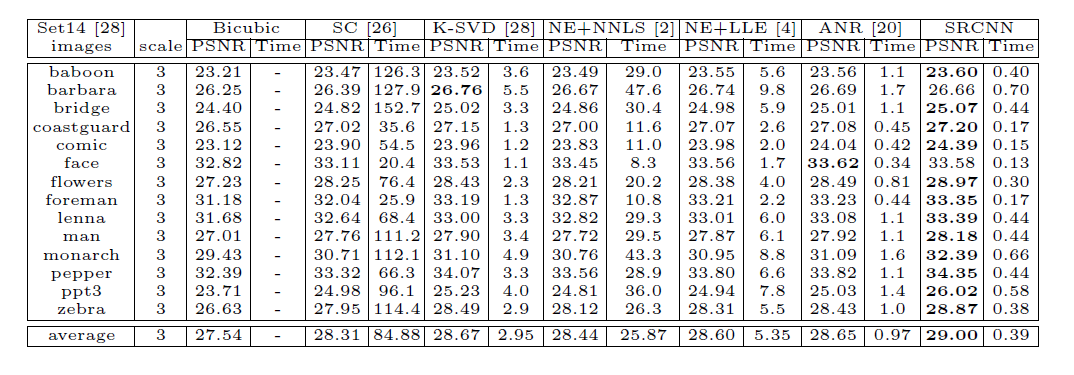 Set14 [28] Bicubic SC [26] K-SVD [28] NE+NNLS [2] NE+LLE [4] ANR [20] SRCNN
images scale PSNR Time PSNR Time PSNR Time PSNR Time PSNR Time PSNR Time PSNR Time
baboon 3 23.21 - 23.47 126.3 23.52 3.6 23.49 29.0 23.55 5.6 23.56 1.1 23.60 0.40
barbara 3 26.25 - 26.39 127.9 26.76 5.5 26.67 47.6 26.74 9.8 26.69 1.7 26.66 0.70
bridge 3 24.40 - 24.82 152.7 25.02 3.3 24.86 30.4 24.98 5.9 25.01 1.1 25.07 0.44
coastguard 3 26.55 - 27.02 35.6 27.15 1.3 27.00 11.6 27.07 2.6 27.08 0.45 27.20 0.17
comic 3 23.12 - 23.90 54.5 23.96 1.2 23.83 11.0 23.98 2.0 24.04 0.42 24.39 0.15
face 3 32.82 - 33.11 20.4 33.53 1.1 33.45 8.3 33.56 1.7 33.62 0.34 33.58 0.13
flowers 3 27.23 - 28.25 76.4 28.43 2.3 28.21 20.2 28.38 4.0 28.49 0.81 28.97 0.30
foreman 3 31.18 - 32.04 25.9 33.19 1.3 32.87 10.8 33.21 2.2 33.23 0.44 33.35 0.17
lenna 3 31.68 - 32.64 68.4 33.00 3.3 32.82 29.3 33.01 6.0 33.08 1.1 33.39 0.44
man 3 27.01 - 27.76 111.2 27.90 3.4 27.72 29.5 27.87 6.1 27.92 1.1 28.18 0.44
monarch 3 29.43 - 30.71 112.1 31.10 4.9 30.76 43.3 30.95 8.8 31.09 1.6 32.39 0.66
pepper 3 32.39 - 33.32 66.3 34.07 3.3 33.56 28.9 33.80 6.6 33.82 1.1 34.35 0.44
ppt3 3 23.71 - 24.98 96.1 25.23 4.0 24.81 36.0 24.94 7.8 25.03 1.4 26.02 0.58
zebra 3 26.63 - 27.95 114.4 28.49 2.9 28.12 26.3 28.31 5.5 28.43 1.0 28.87 0.38
average 3 27.54 - 28.31 84.88 28.67 2.95 28.44 25.87 28.60 5.35 28.65 0.97 29.00 0.39